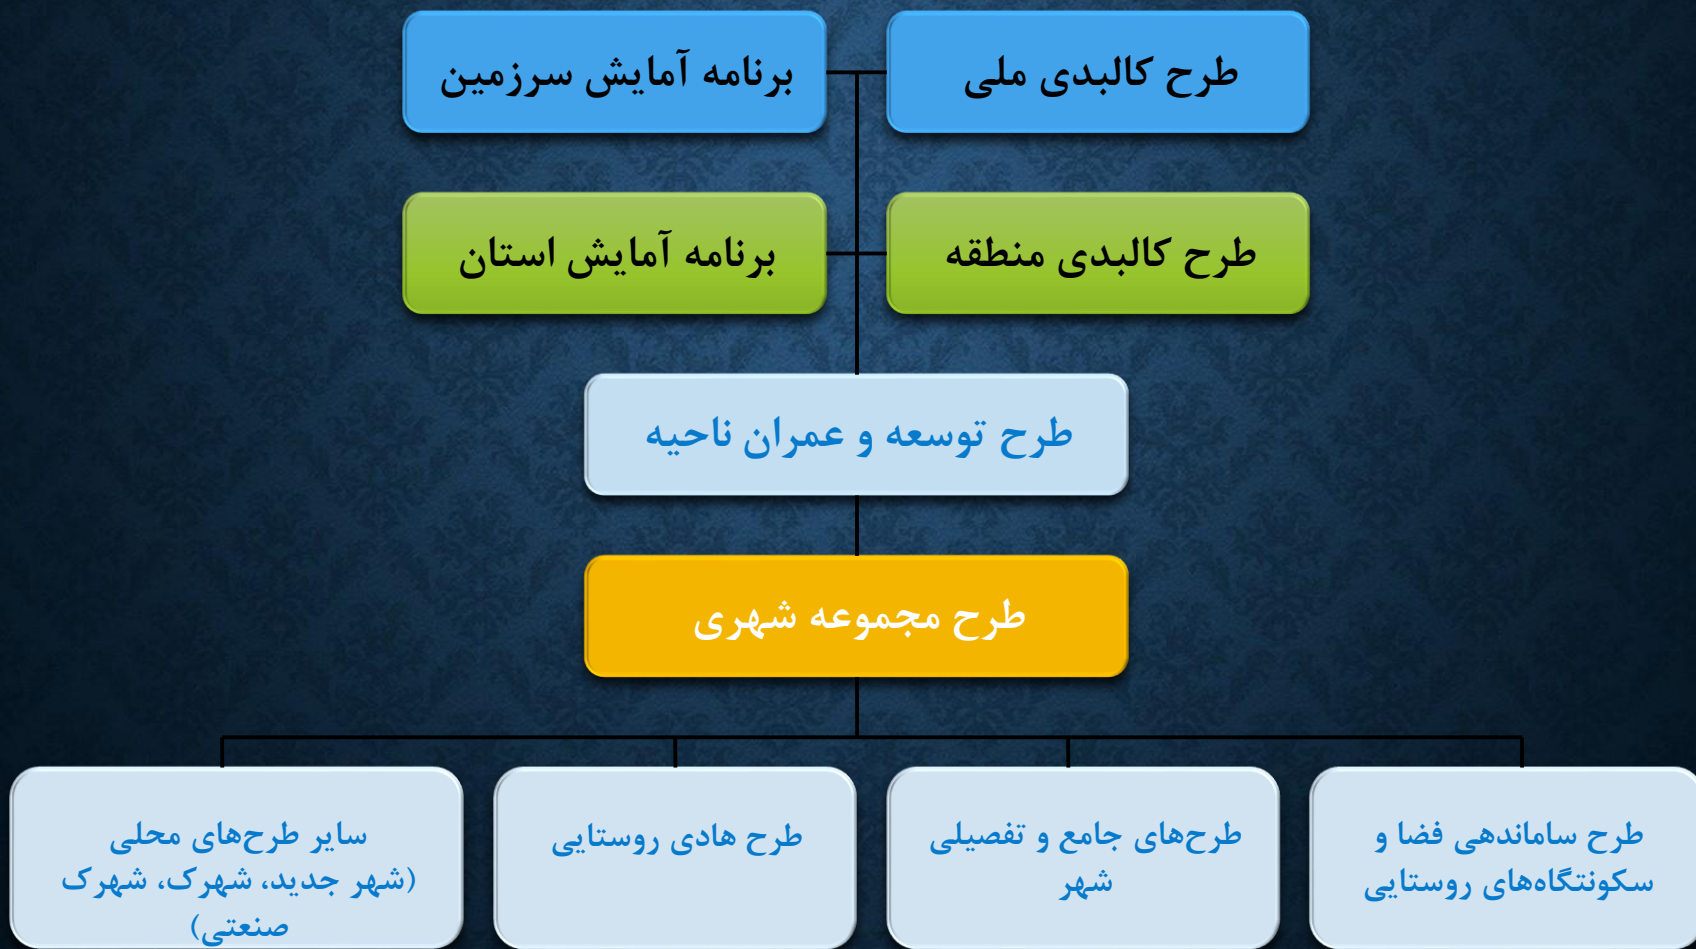 طرح کالبدی ملی
برنامه آمایش سرزمین
طرح کالبدی منطقه
برنامه آمایش استان
طرح توسعه و عمران ناحیه
طرح مجموعه شهری
طرح ساماندهی فضا و
سکونتگاه‌های روستایی
طرح‌های جامع و تفصیلی
شهر
طرح هادی روستایی
سایر طرح‌های محلی
(شهر جدید، شهرک، شهرک
صنعتی)